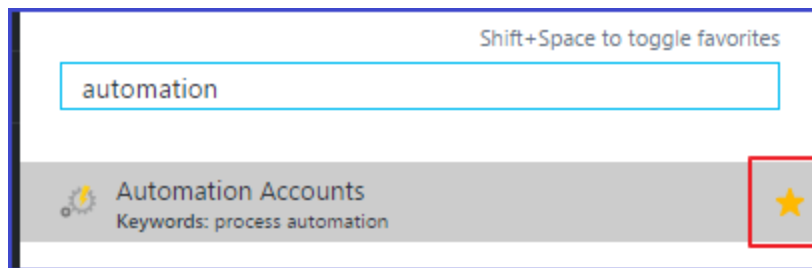 Shift+Space to toggle favorites
automation
Automation Accounts
Keywords: process automation